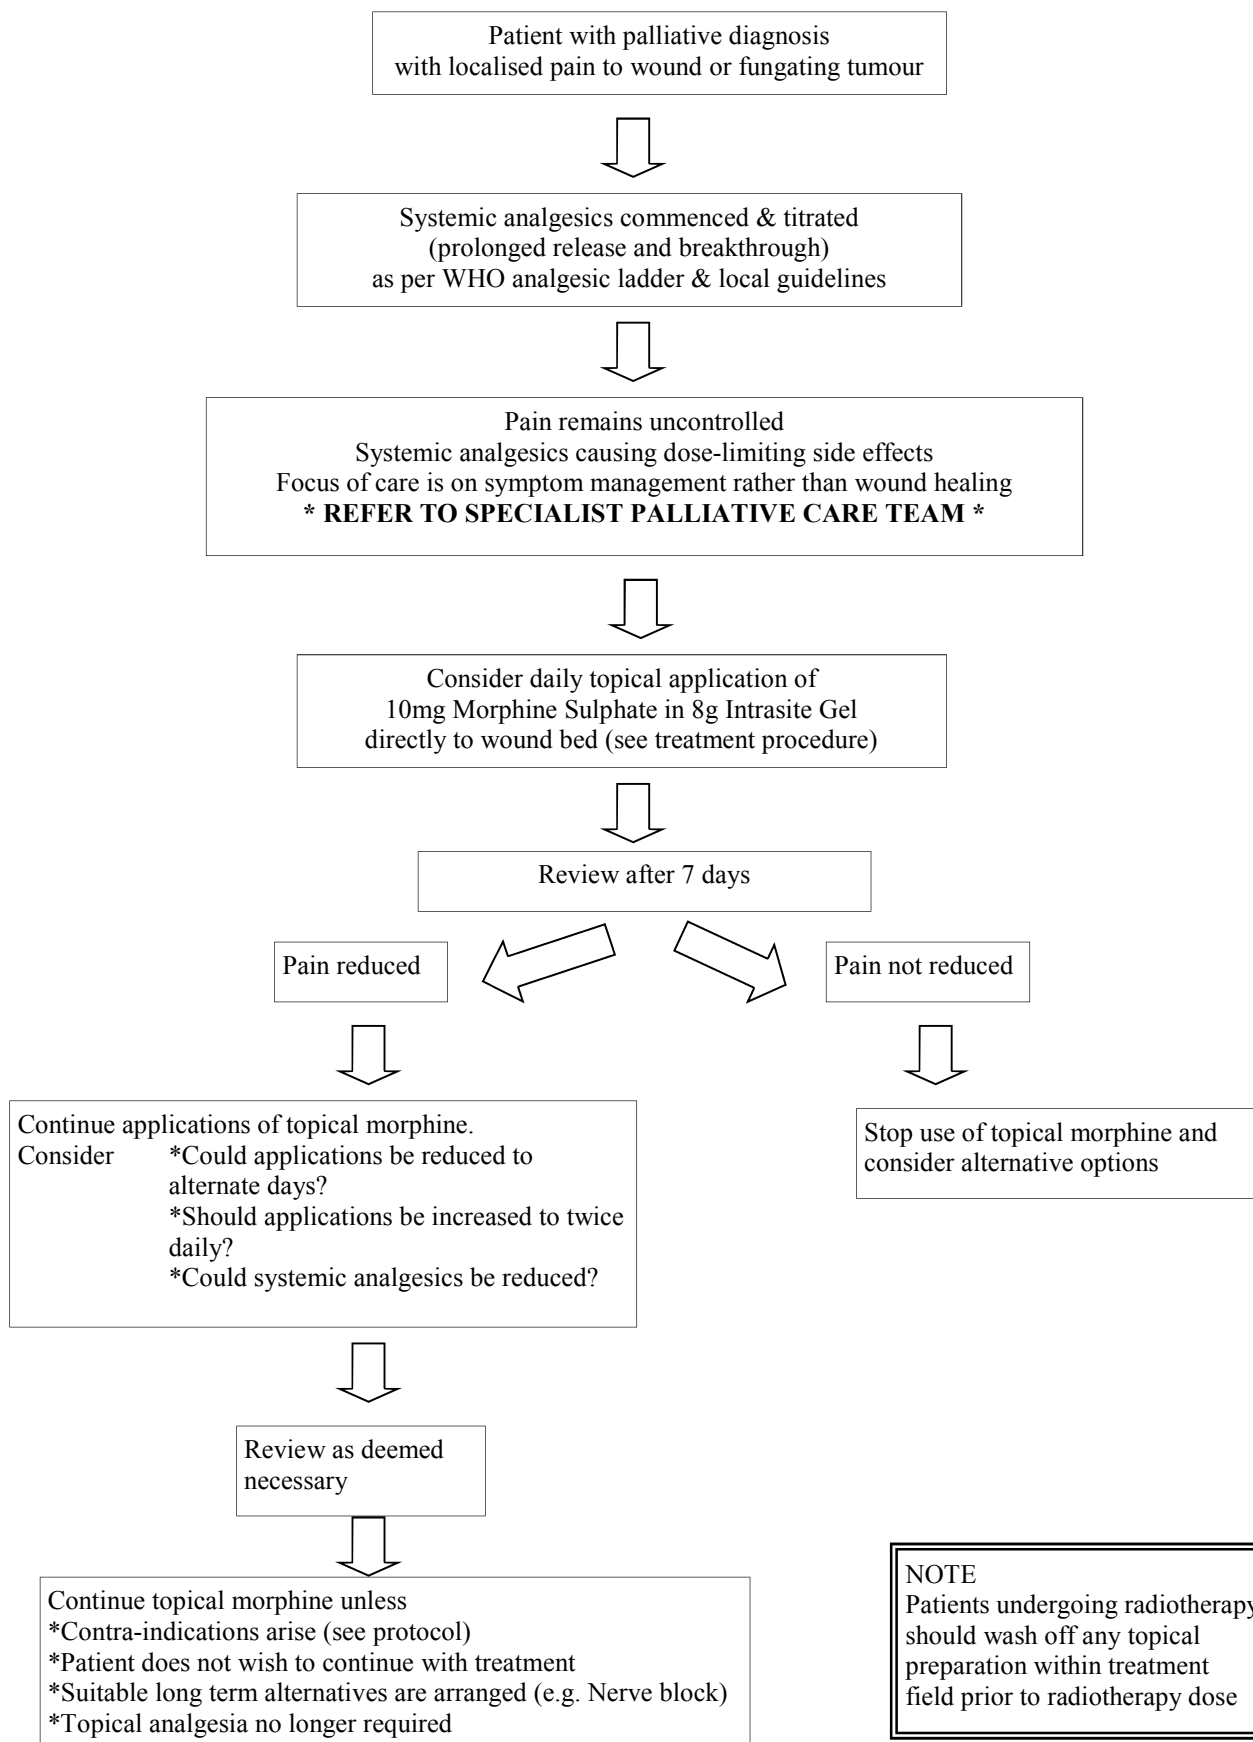 Patient with palliative diagnosis
with localised pain to wound or fungating tumour
Systemic analgesics commenced & titrated
(prolonged release and breakthrough)
as per WHO analgesic ladder & local guidelines
Pain remains uncontrolled
Systemic analgesics causing dose-limiting side effects
Focus of care is on symptom management rather than wound healing
* REFER TO SPECIALIST PALLIATIVE CARE TEAM *
Consider daily topical application of
10mg Morphine Sulphate in 8g Intrasite Gel
directly to wound bed (see treatment procedure)
Review after 7 days
Pain reduced
Pain not reduced
Continue applications of topical morphine.
Consider *Could applications be reduced to
alternate days?
*Should applications be increased to twice
daily?
*Could systemic analgesics be reduced?
Stop use of topical morphine and
consider alternative options
Review as deemed
necessary
Continue topical morphine unless
*Contra-indications arise (see protocol)
*Patient does not wish to continue with treatment
*Suitable long term alternatives are arranged (e.g. Nerve block)
*Topical analgesia no longer required
NOTE
Patients undergoing radiotherapy
should wash off any topical
preparation within treatment
field prior to radiotherapy dose